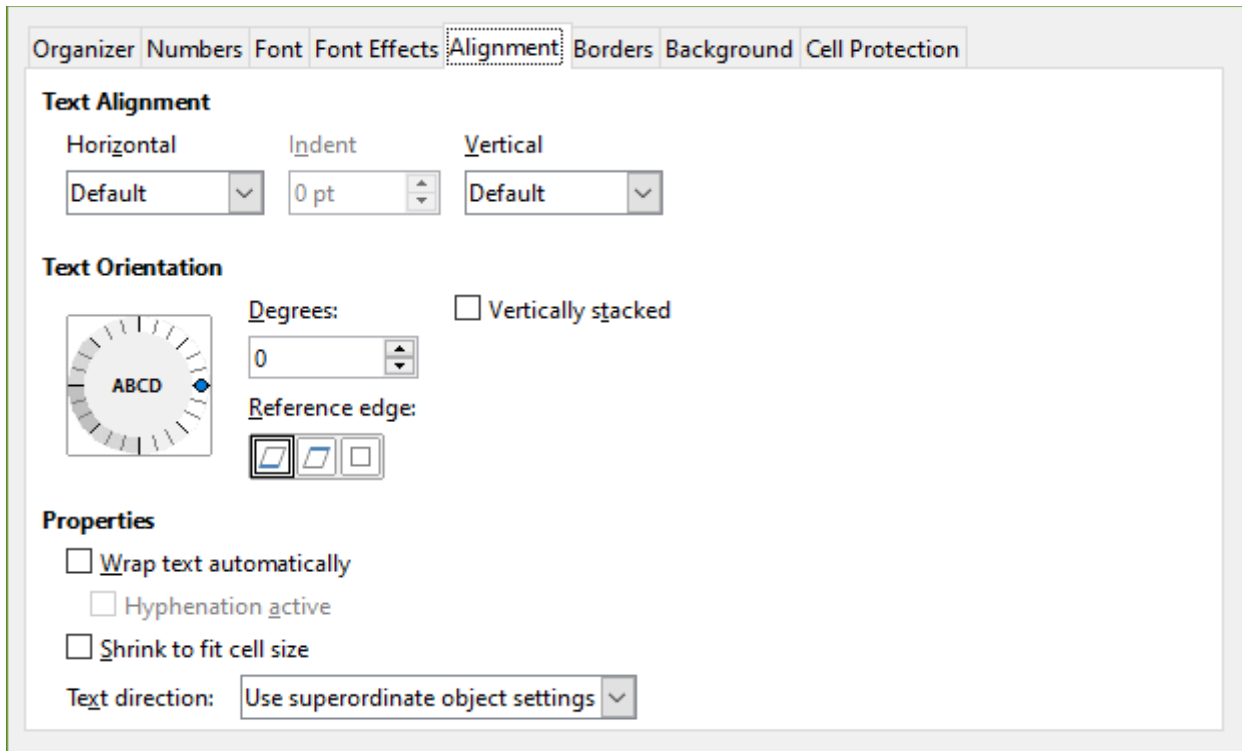 Organizer Numbers Font Font Effects Alignment Borders Background Cell Protection
Text Alignment
Horizontal Indent Vertical
Default 0 pt Default
Text Orientation
Degrees: Vertically stacked
0
ABCD
Reference edge:
Properties
Wrap text automatically
Hyphenation active
Shrink to fit cell size
Text direction: Use superordinate object settings